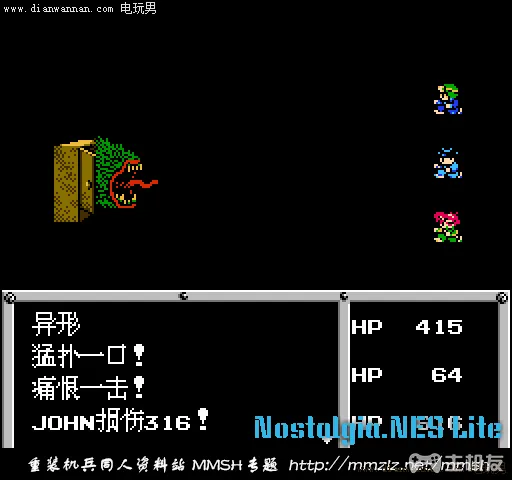 www.dianwannan.com 电玩男
异形
猛扑一口!
痛恨一击!
JOHN损伤316!
HP 415
HP 64
HP
Nostalgia.NES Lite
重装机兵同人资料站 MMSH专题 http://mmzlz.net/mmsh